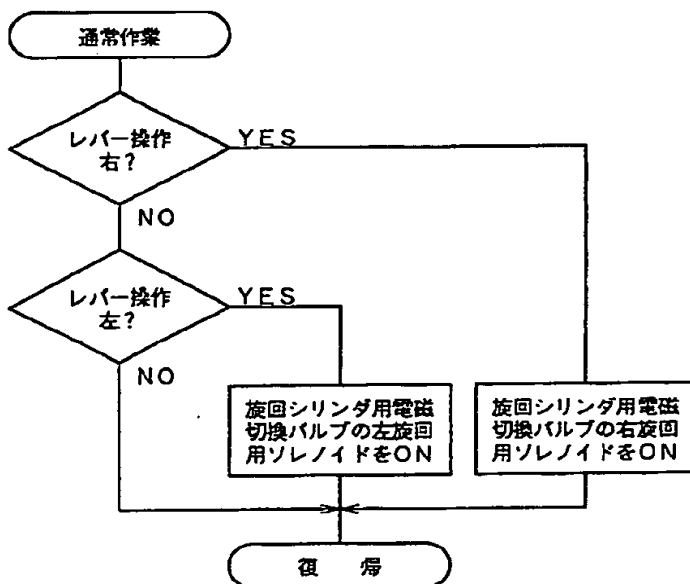 通常作業
レバー操作
右?
YES
NO
レバー操作
左?
YES
NO
旋回シリンダ用電磁
切換バルブの左旋回
用ソレノイドをON
旋回シリンダ用電磁
切換バルブの右旋回
用ソレノイドをON
復 帰